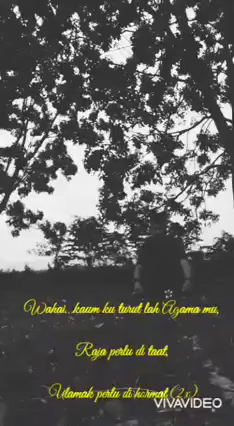 Wahai...kaum ku turut lah Agama mu,
Raja perlu di taat,
Ulamak perlu di hormat (2x)
VIVAVIDEO